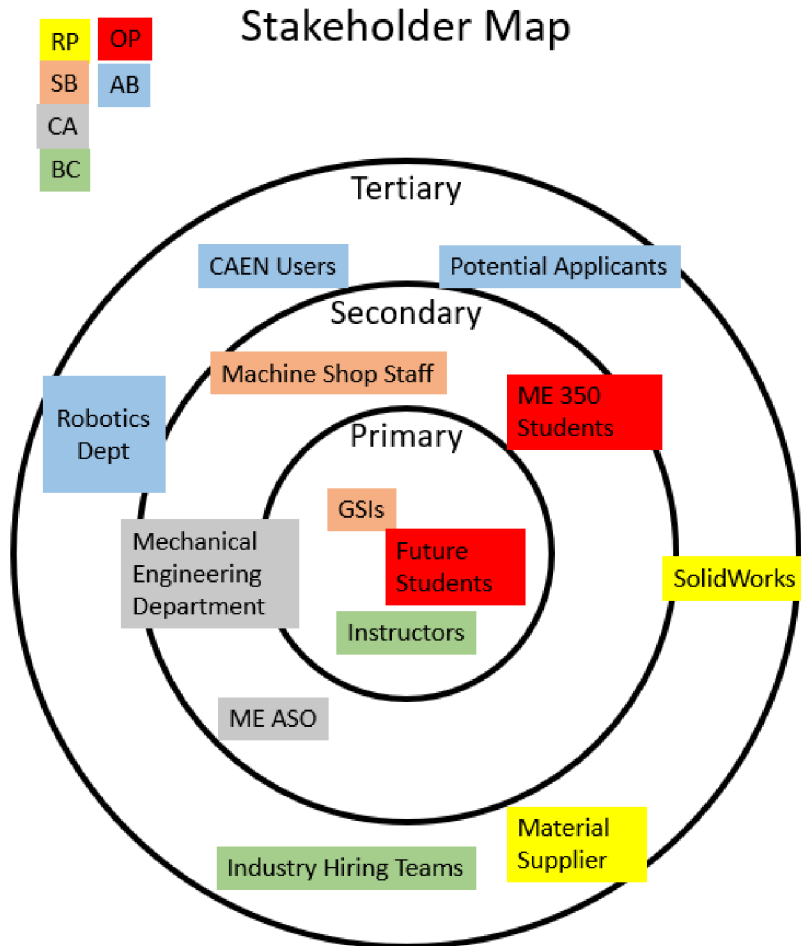 Stakeholder Map
RP
OP
SB
AB
CA
BC
Tertiary
CAEN Users
Potential Applicants
Secondary
Machine Shop Staff
ME 350
Students
Robotics
Dept
Primary
GSIs
Mechanical
Engineering
Department
Future
Students
SolidWorks
Instructors
ME ASO
Material
Supplier
Industry Hiring Teams